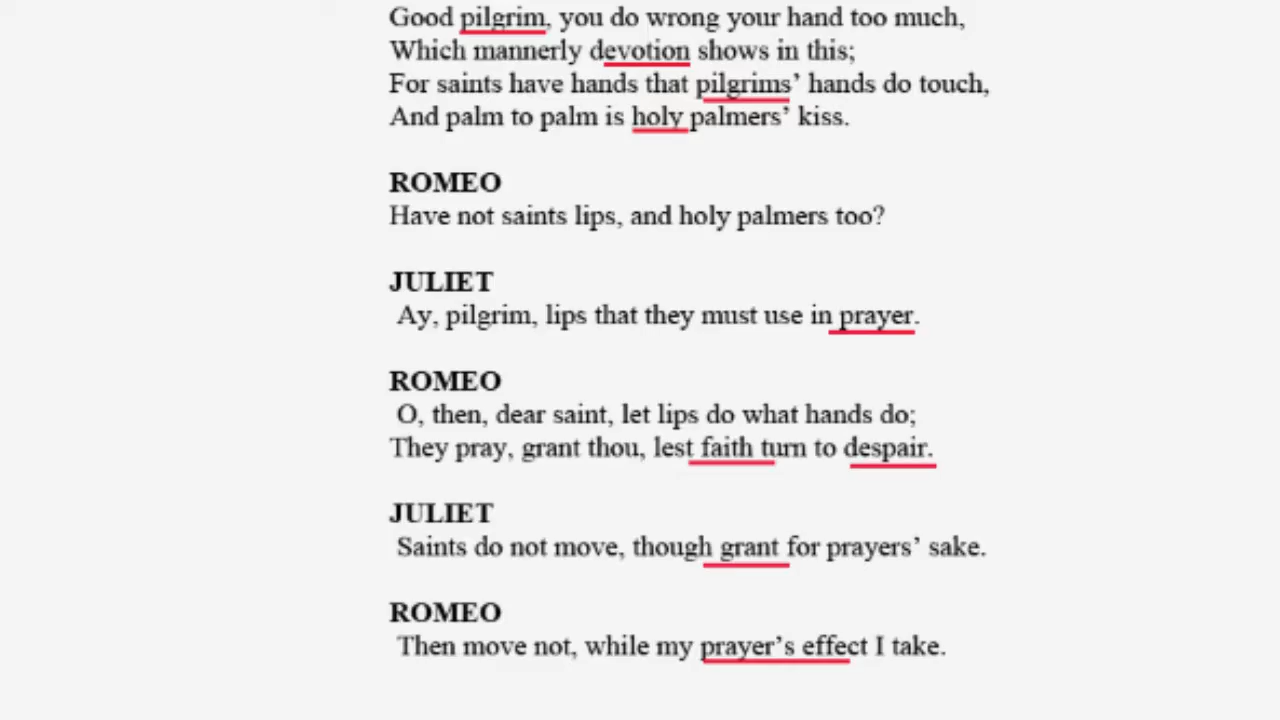 Good pilgrim, you do wrong your hand too much,
Which mannerly devotion shows in this;
For saints have hands that pilgrims’ hands do touch,
And palm to palm is holy palmers’ kiss.
ROMEO
Have not saints lips, and holy palmers too?
JULIET
Ay, pilgrim, lips that they must use in prayer.
ROMEO
O, then, dear saint, let lips do what hands do;
They pray, grant thou, lest faith turn to despair.
JULIET
Saints do not move, though grant for prayers’ sake.
ROMEO
Then move not, while my prayer’s effect I take.